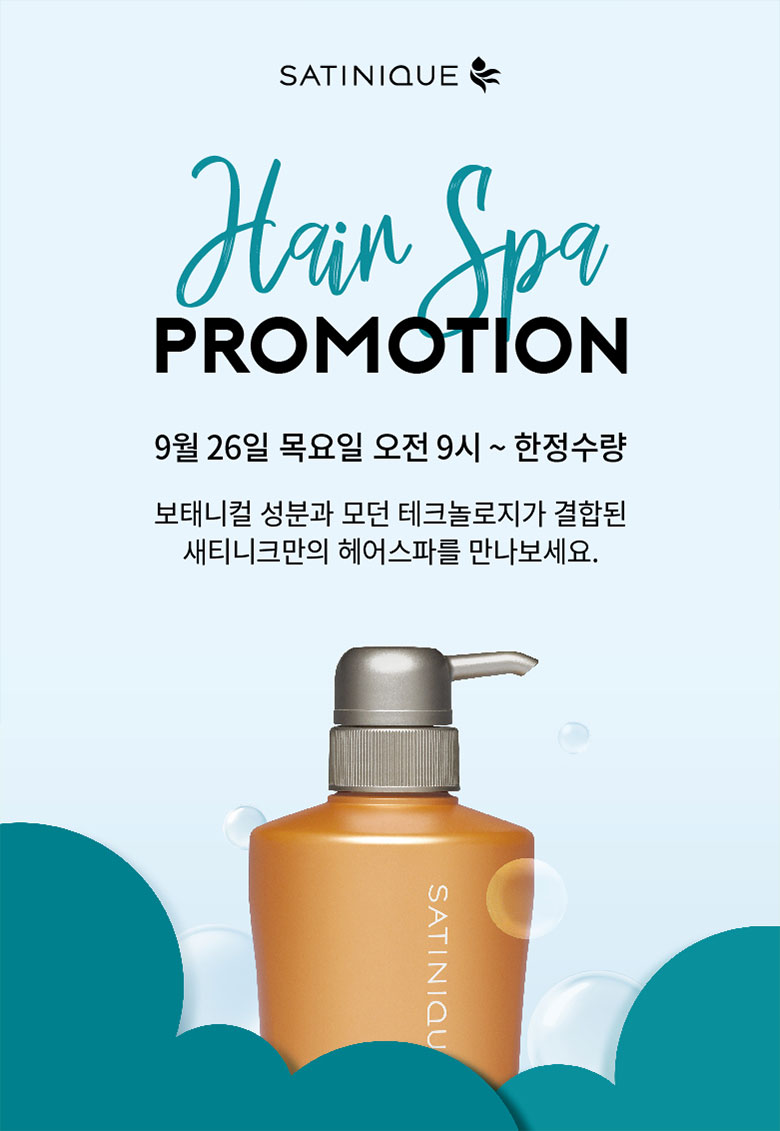 SATINIQUE
Hair Spa
PROMOTION
9월 26일 목요일 오전 9시 ~ 한정수량
보태니컬 성분과 모던 테크놀로지가 결합된
새티니크만의 헤어스파를 만나보세요.
SATINIQU